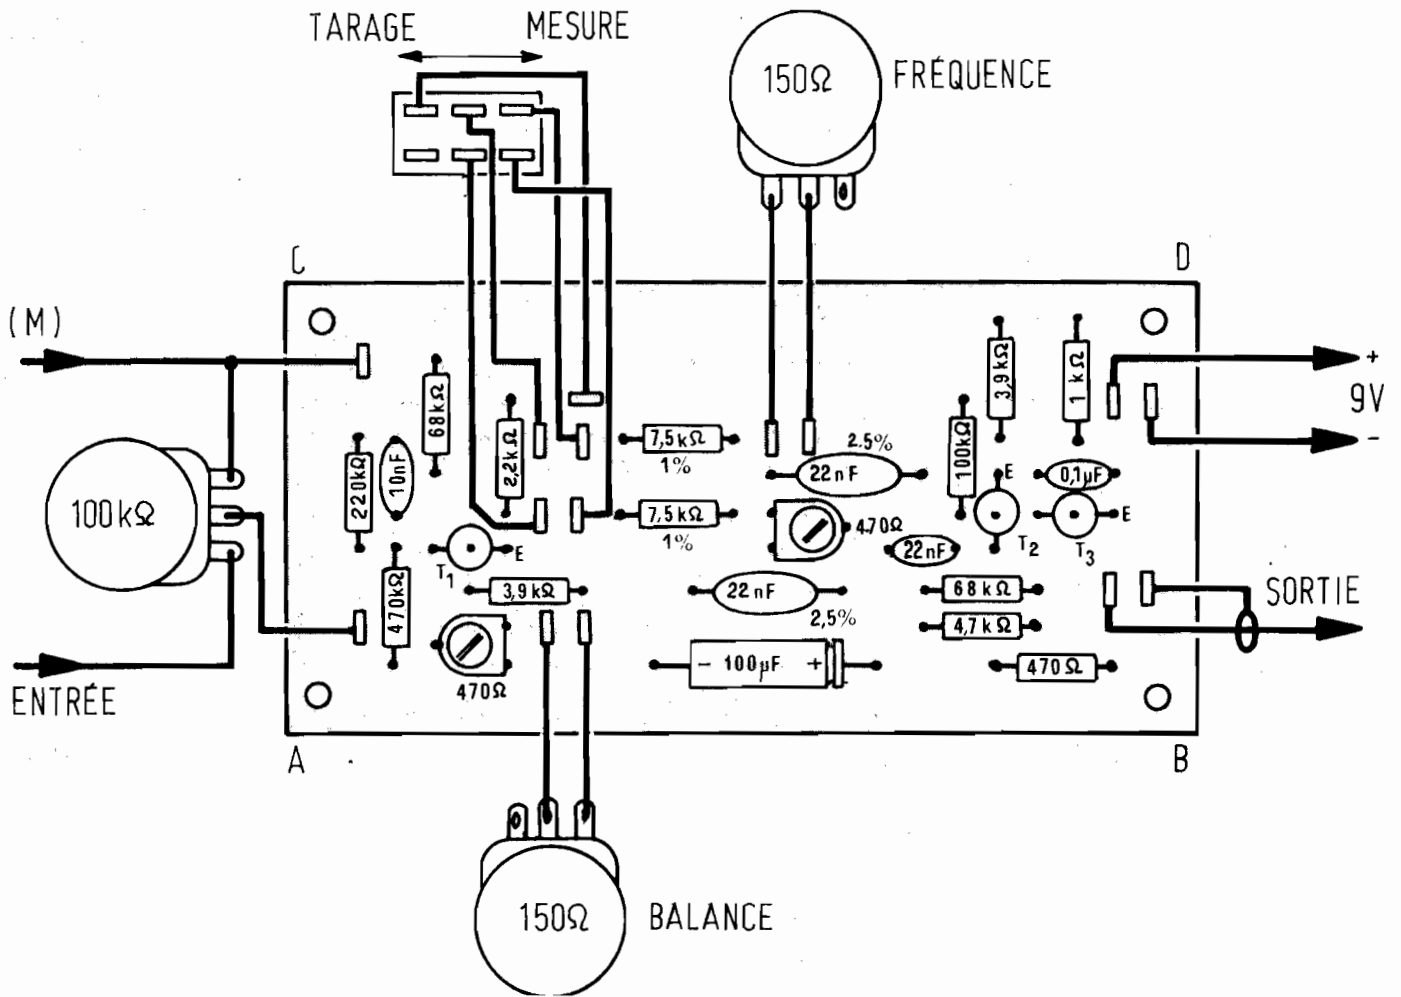 TARAGE MESURE
150Ω FRÉQUENCE
C D
(M)
+
9V
-
100kΩ
220kΩ
10nF
68kΩ
2,2kΩ
7,5kΩ
1%
7,5kΩ
1%
2.5%
22nF
470Ω
22nF
100kΩ
3,9kΩ
1kΩ
0,1µF
E
T2
E
T3
T1
E
470kΩ
3,9kΩ
22nF
2,5%
68kΩ
4,7kΩ
470Ω
470Ω
- 100µF +
SORTIE
ENTRÉE
A B
150Ω BALANCE